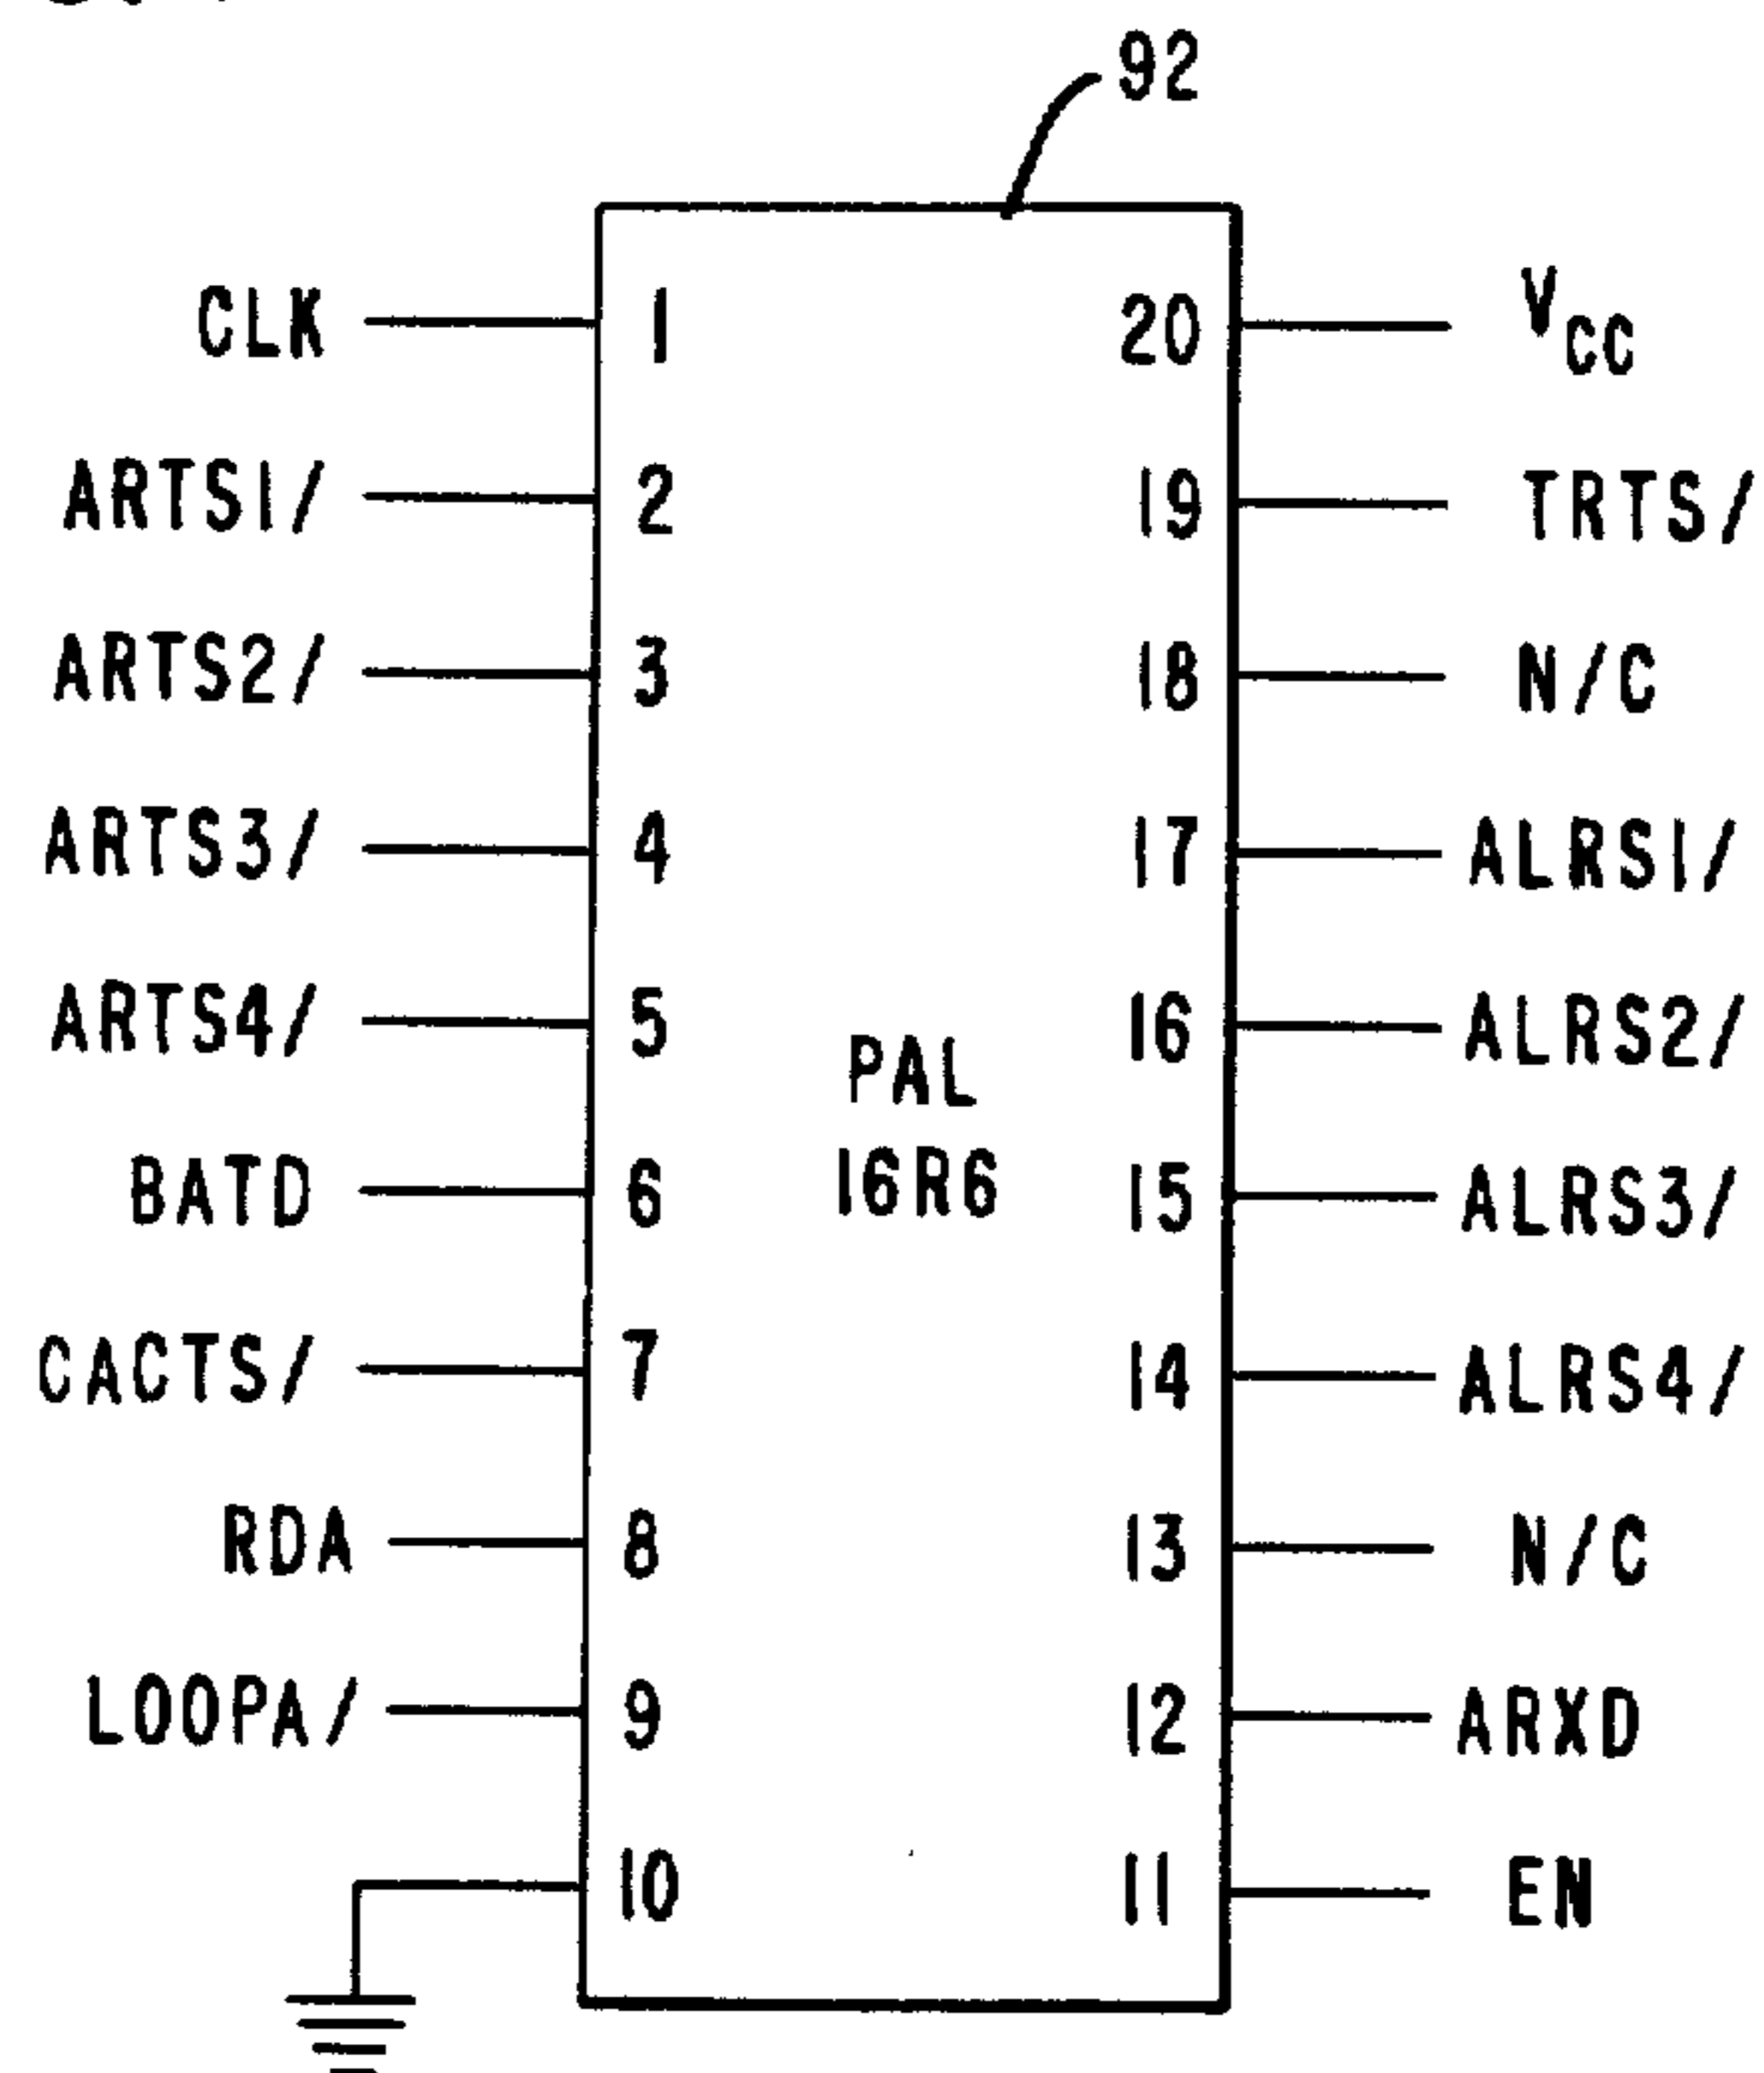 92
CLK 1 20 VCC
ARTS1/ 2 19 TRTS/
ARTS2/ 3 18 N/C
ARTS3/ 4 17 ALRS1/
ARTS4/ 5 16 ALRS2/
PAL
BATD 6 16R6 15 ALRS3/
CACTS/ 7 14 ALRS4/
RDA 8 13 N/C
LOOPA/ 9 12 ARXD
10 11 EN